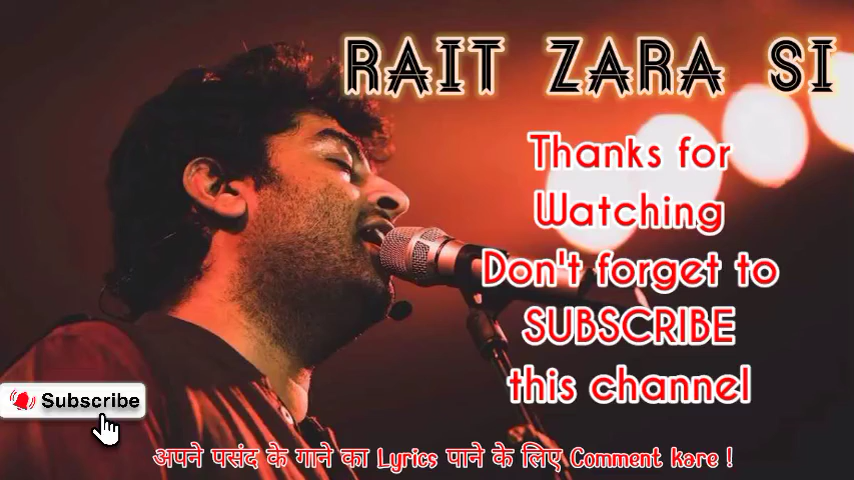 RAIT ZARA SI
Thanks for
Watching
Don't forget to
SUBSCRIBE
this channel
Subscribe
अपने पसंद के गाने का Lyrics पाने के लिए Comment kare !